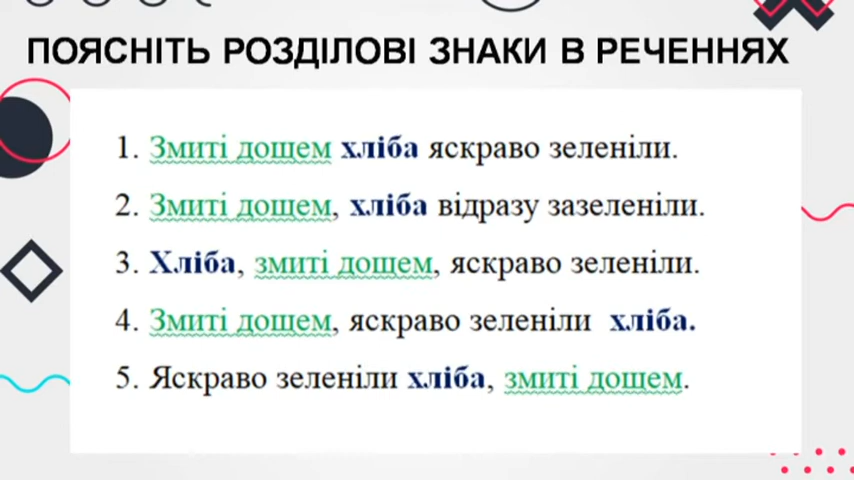 ПОЯСНІТЬ РОЗДІЛОВІ ЗНАКИ В РЕЧЕННЯХ
1. Змиті дощем хліба яскраво зеленіли.
2. Змиті дощем, хліба відразу зазеленіли.
3. Хліба, змиті дощем, яскраво зеленіли.
4. Змиті дощем, яскраво зеленіли хліба.
5. Яскраво зеленіли хліба, змиті дощем.